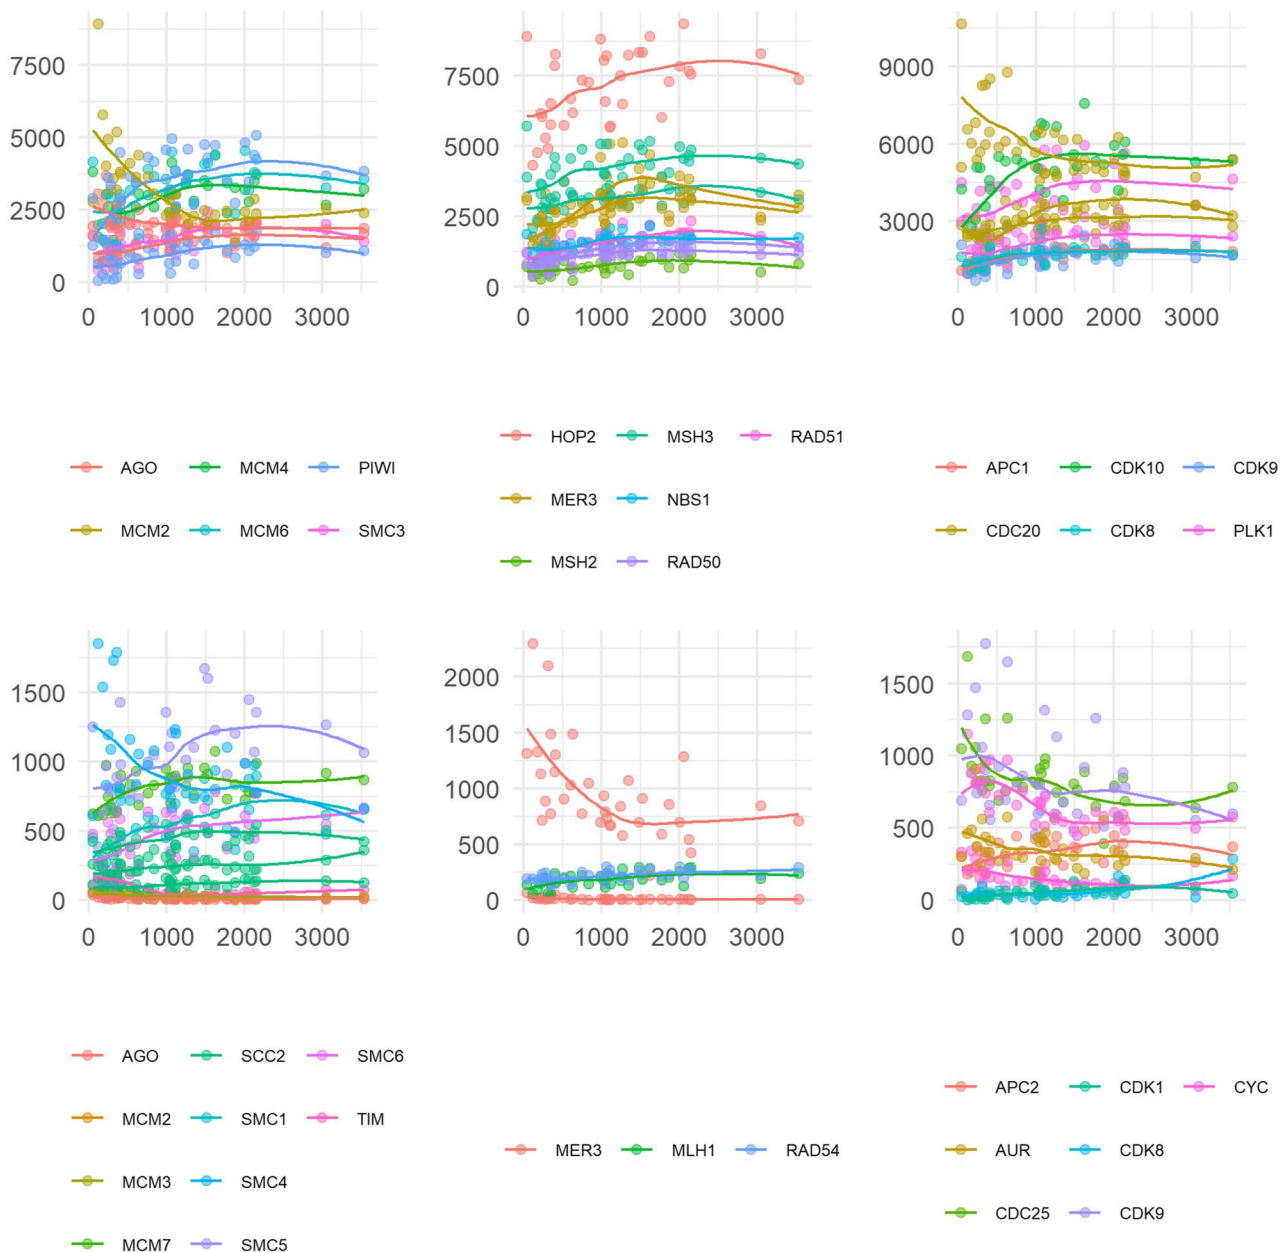 7500
5000
2500
0
0 1000 2000 3000
7500
5000
2500
0
0 1000 2000 3000
9000
6000
3000
0 1000 2000 3000
AGO MCM4 PIWI
MCM2 MCM6 SMC3
HOP2 MSH3 RAD51
MER3 NBS1
MSH2 RAD50
APC1 CDK10 CDK9
CDC20 CDK8 PLK1
1500
1000
500
0
0 1000 2000 3000
2000
1500
1000
500
0
0 1000 2000 3000
1500
1000
500
0
0 1000 2000 3000
AGO SCC2 SMC6
MCM2 SMC1 TIM
MCM3 SMC4
MCM7 SMC5
MER3 MLH1 RAD54
APC2 CDK1 CYC
AUR CDK8
CDC25 CDK9